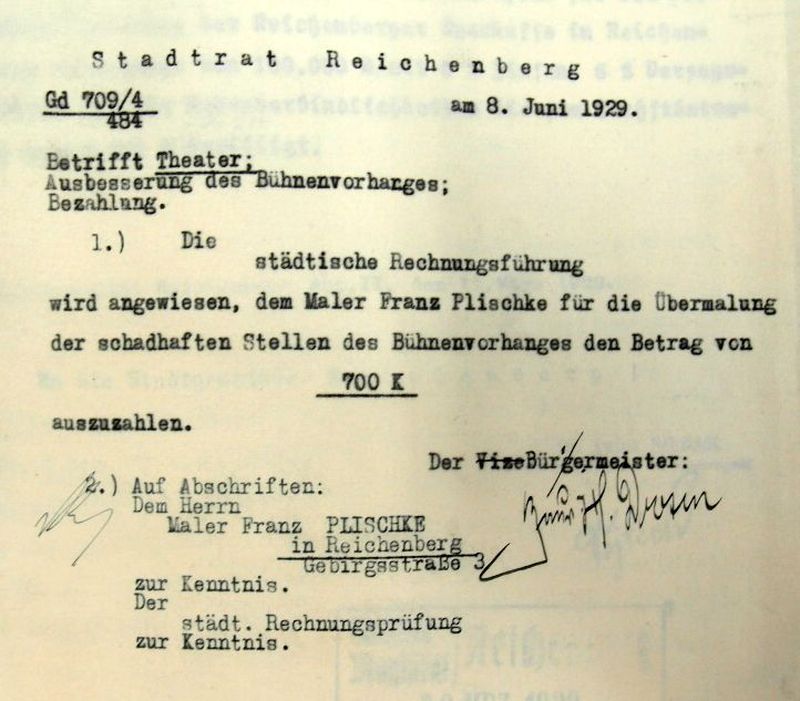 Stadtrat Reichenberg
Gd 709/4
484
am 8. Juni 1929.
Betrifft Theater;
Ausbesserung des Bühnenvorhanges;
Bezahlung.
1.) Die
städtische Rechnungsführung
wird angewiesen, dem Maler Franz Plischke für die Übermalung
der schadhaften Stellen des Bühnenvorhanges den Betrag von
700 K
auszuzahlen.
Der VizeBürgermeister:
2.) Auf Abschriften:
Dem Herrn
Maler Franz PLISCHKE
in Reichenberg
Gebirgsstraße 3
zur Kenntnis.
Der
städt. Rechnungsprüfung
zur Kenntnis.